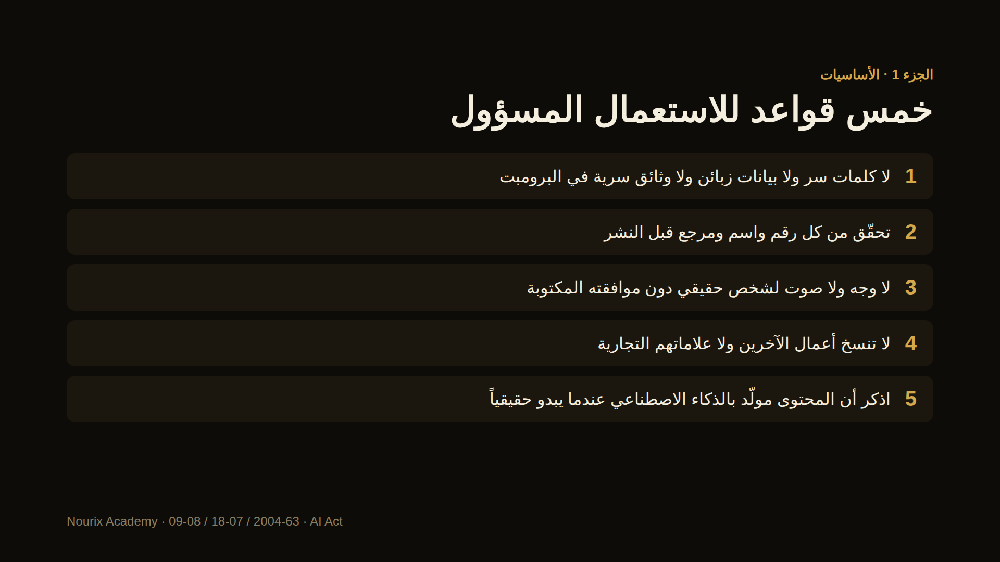 الجزء 1 · الأساسيات
خمس قواعد للاستعمال المسؤول
1 لا كلمات سر ولا بيانات زبائن ولا وثائق سرية في البرومبت
2 تحقّق من كل رقم واسم ومرجع قبل النشر
3 لا وجه ولا صوت لشخص حقيقي دون موافقته المكتوبة
4 لا تنسخ أعمال الآخرين ولا علاماتهم التجارية
5 اذكر أن المحتوى مولّد بالذكاء الاصطناعي عندما يبدو حقيقياً
Nourix Academy · 09-08 / 18-07 / 2004-63 · AI Act